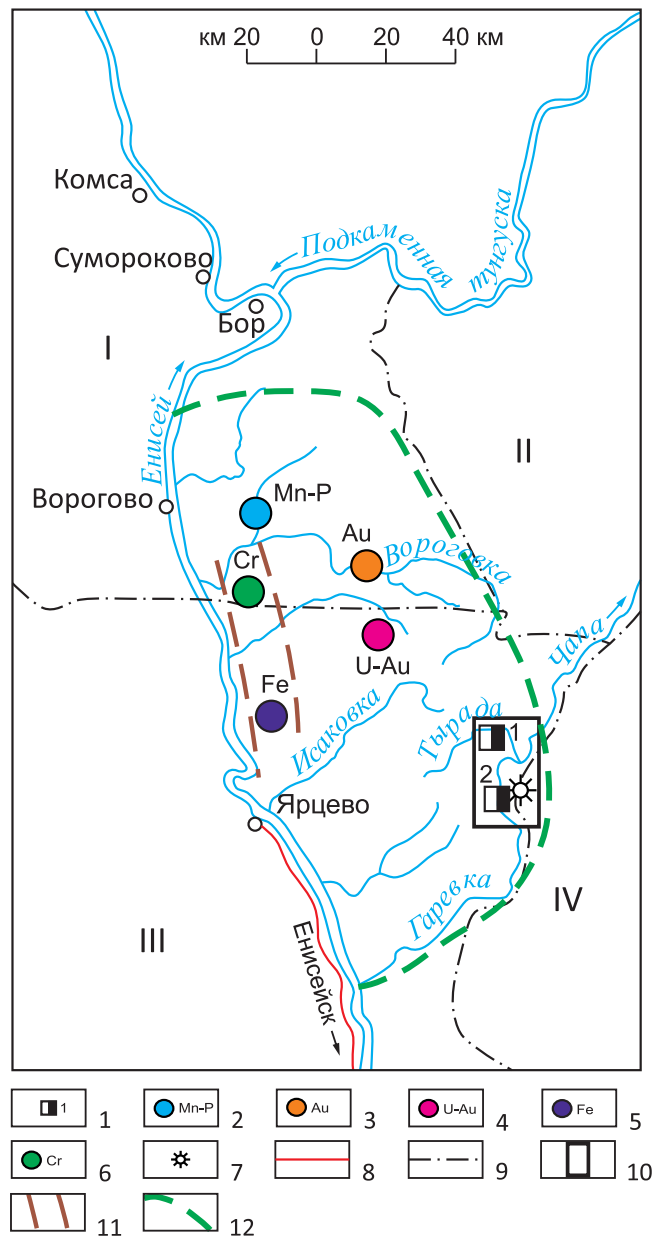 км 20 0 20 40 км
Комса
Подкаменная
тунгуска
Сумороково
Бор
I
Енисей
II
Ворогово
Mn-P
Au
Вороговка
Cr
Чапа
U-Au
Fe
Исаковка
Тырада
1
2
Ярцево
Гаревка
IV
III
Енисейск
1 1
Mn-P 2
Au 3
U-Au 4
Fe 5
Cr 6
7
8
9
10
11
12